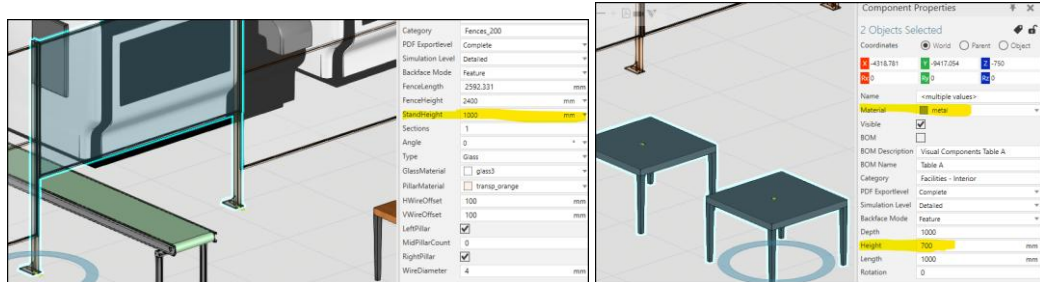 Category Fences_200
PDF Exportlevel Complete
Simulation Level Detailed
Backface Mode Feature
FenceLength 2592.331 mm
FenceHeight 2400 mm
StandHeight 1000 mm
Sections 1
Angle 0 °
Type Glass
GlassMaterial glass3
PillarMaterial transp_orange
HWireOffset 100 mm
VWireOffset 100 mm
LeftPillar
MidPillarCount 0
RightPillar
WireDiameter 4 mm
Component Properties
2 Objects Selected
Coordinates World Parent Object
X -4318.781 Y -9417.054 Z -750
Rx 0 Ry 0 Rz 0
Name <multiple values>
Material metal
Visible
BOM
BOM Description Visual Components Table A
BOM Name Table A
Category Facilities - Interior
PDF Exportlevel Complete
Simulation Level Detailed
Backface Mode Feature
Depth 1000
Height 700 mm
Length 1000 mm
Rotation 0